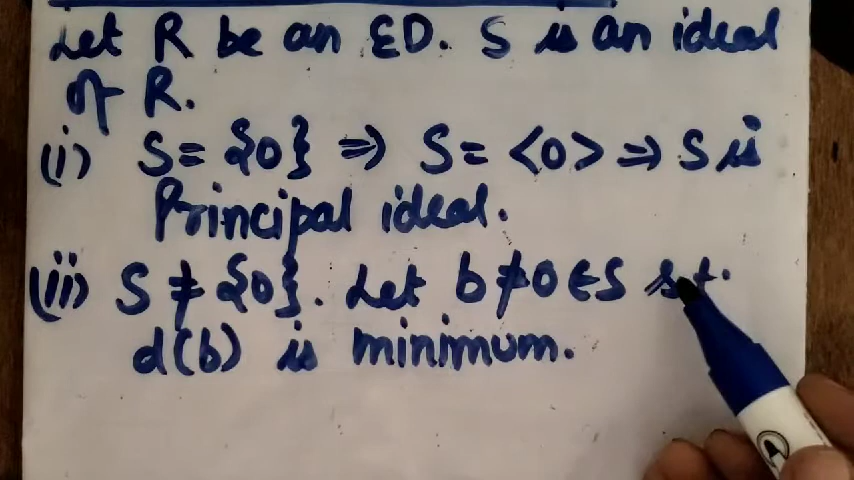 Let R be an ED. S is an ideal
of R.
(i) S = {0} ⇒ S = <0> ⇒ S is
Principal ideal.
(ii) S ≠ {0}. Let b ≠ 0 ∈ S s.t.
d(b) is minimum.